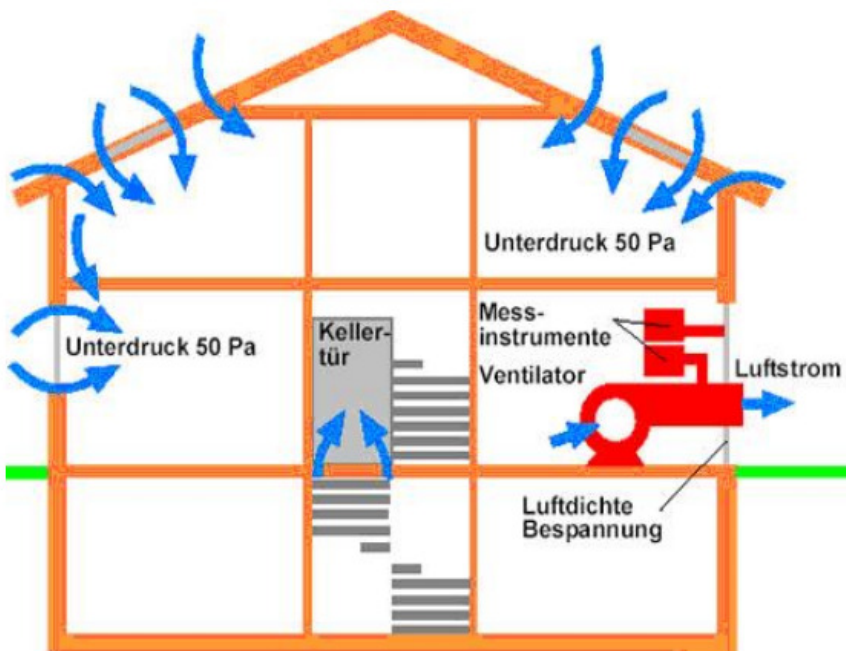 Unterdruck 50 Pa
Unterdruck 50 Pa
Keller-
tür
Mess-
instrumente
Ventilator
Luftstrom
Luftdichte
Bespannung